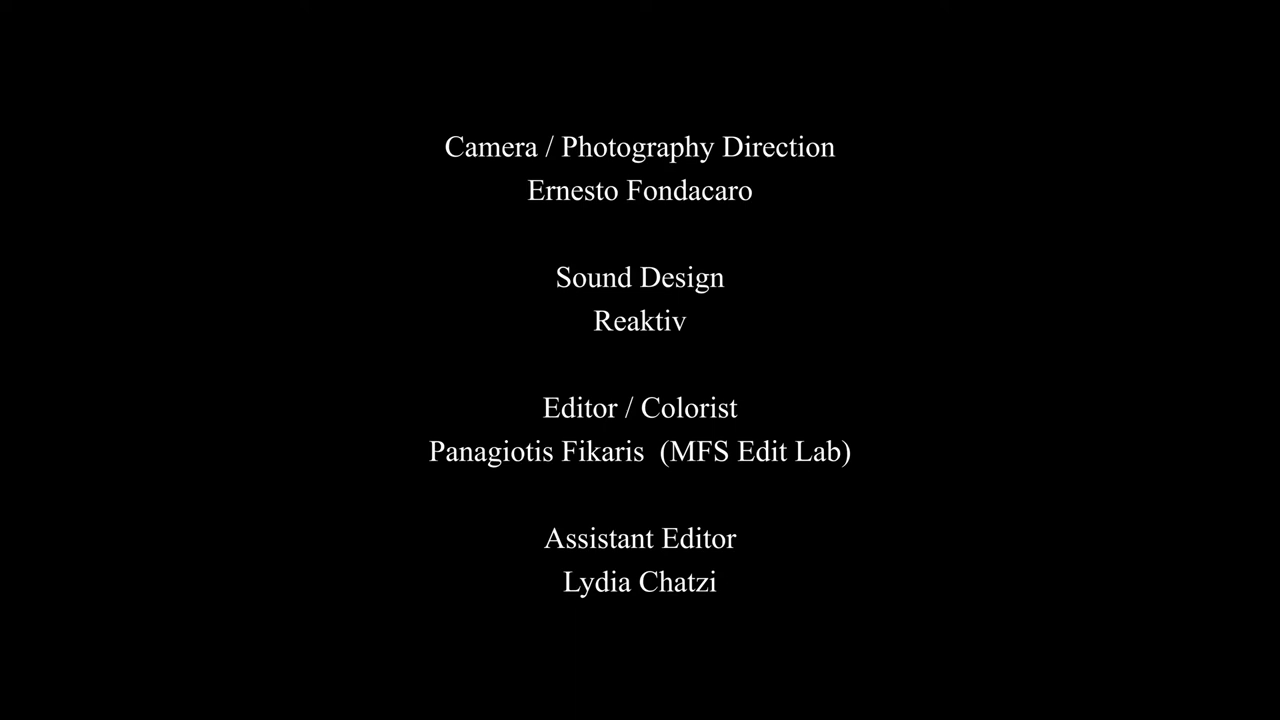 Camera / Photography Direction
Ernesto Fondacaro
Sound Design
Reaktiv
Editor / Colorist
Panagiotis Fikaris  (MFS Edit Lab)
Assistant Editor
Lydia Chatzi